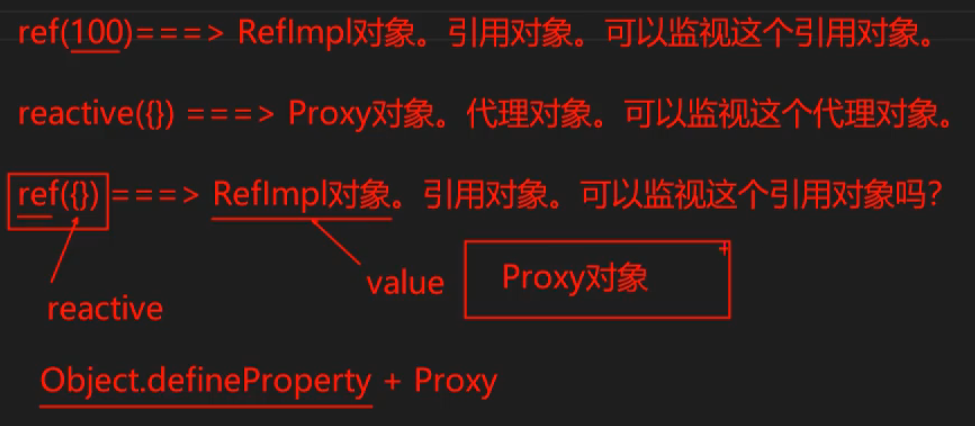 ref(100)===> RefImpl对象。引用对象。可以监视这个引用对象。
reactive({}) ===> Proxy对象。代理对象。可以监视这个代理对象。
ref({}) ===> RefImpl对象。引用对象。可以监视这个引用对象吗?
value
Proxy对象
reactive
Object.defineProperty + Proxy